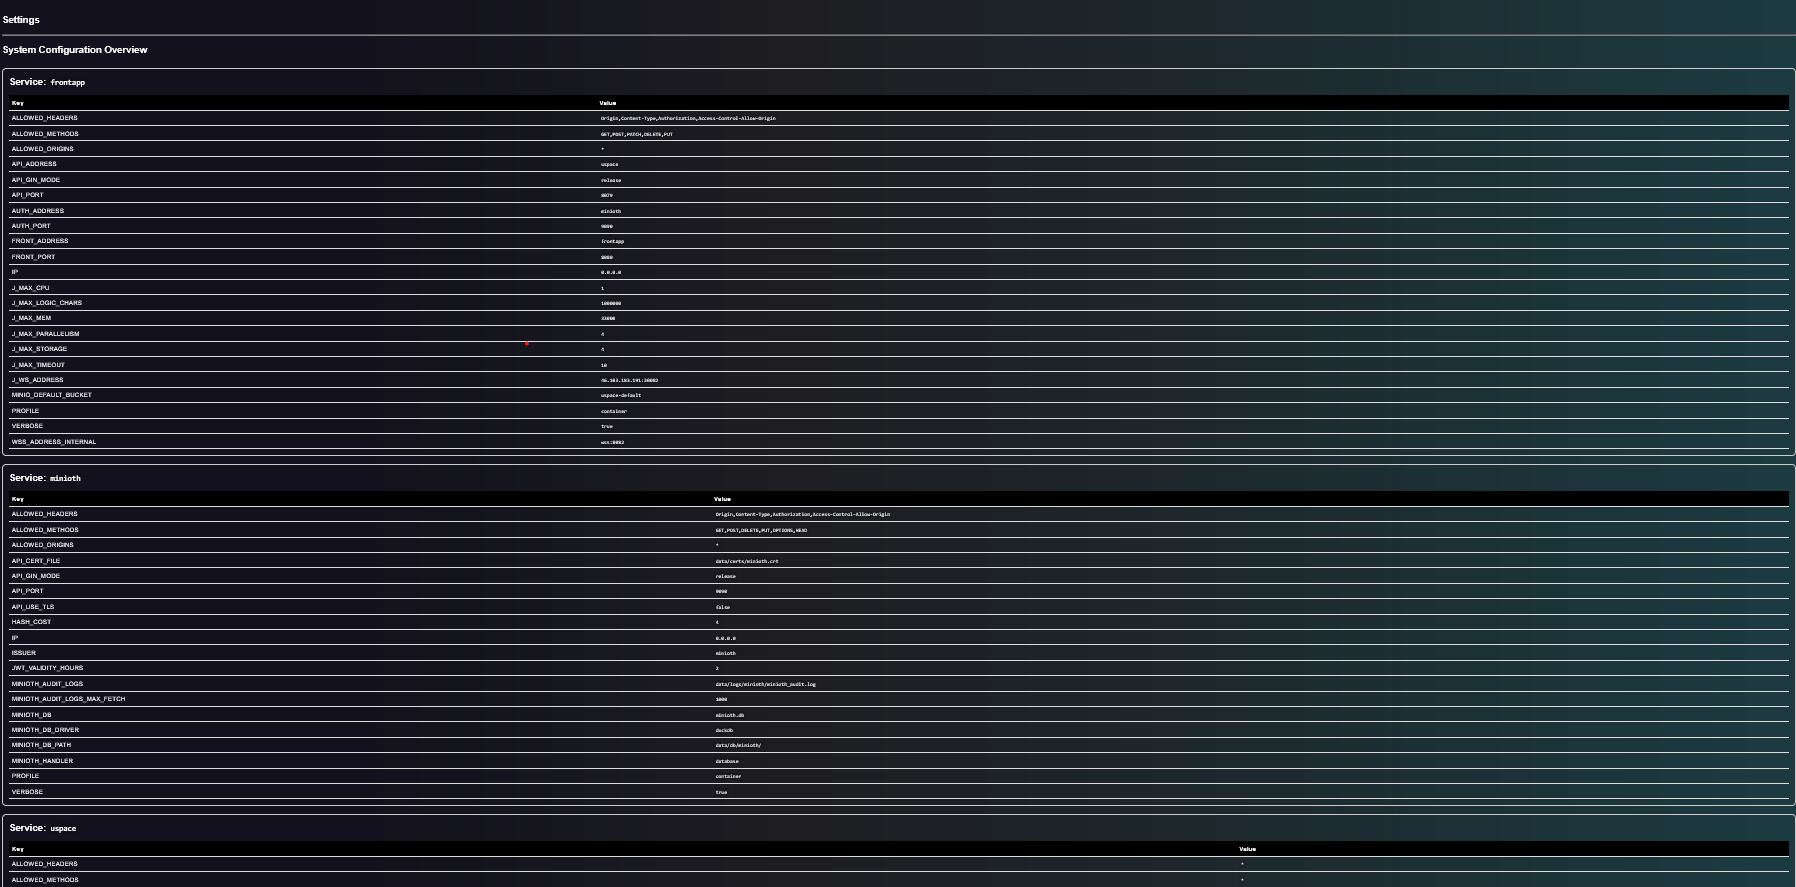 Settings
System Configuration Overview
Service: frontapp
Key Value
ALLOWED_HEADERS Origin,Content-Type,Authorization,Access-Control-Allow-Origin
ALLOWED_METHODS GET,POST,PATCH,DELETE,PUT
ALLOWED_ORIGINS *
API_ADDRESS uspace
API_GIN_MODE release
API_PORT 8079
AUTH_ADDRESS minioth
AUTH_PORT 9090
FRONT_ADDRESS frontapp
FRONT_PORT 8080
IP 0.0.0.0
J_MAX_CPU 1
J_MAX_LOGIC_CHARS
J_MAX_MEM
J_MAX_PARALLELISM 4
J_MAX_STORAGE 4
J_MAX_TIMEOUT 10
J_WS_ADDRESS
MINIO_DEFAULT_BUCKET uspace-default
PROFILE container
VERBOSE true
WSS_ADDRESS_INTERNAL wss:8082
Service: minioth
Key Value
ALLOWED_HEADERS Origin,Content-Type,Authorization,Access-Control-Allow-Origin
ALLOWED_METHODS GET,POST,DELETE,PUT,OPTIONS,HEAD
ALLOWED_ORIGINS *
API_CERT_FILE data/certs/minioth.crt
API_GIN_MODE release
API_PORT 9090
API_USE_TLS false
HASH_COST 4
IP 0.0.0.0
ISSUER minioth
JWT_VALIDITY_HOURS 2
MINIOTH_AUDIT_LOGS data/logs/minioth/minioth_audit.log
MINIOTH_AUDIT_LOGS_MAX_FETCH
MINIOTH_DB minioth.db
MINIOTH_DB_DRIVER duckdb
MINIOTH_DB_PATH data/db/minioth/
MINIOTH_HANDLER database
PROFILE container
VERBOSE true
Service: uspace
Key Value
ALLOWED_HEADERS *
ALLOWED_METHODS *